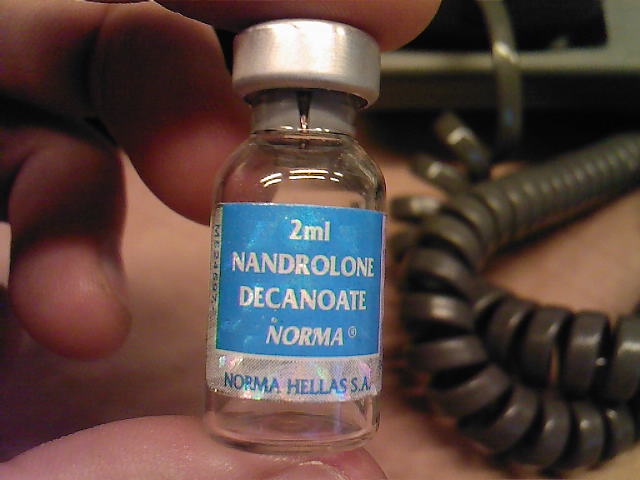 2ml
NANDROLONE
DECANOATE
NORMA®
NORMA HELLAS S.A.